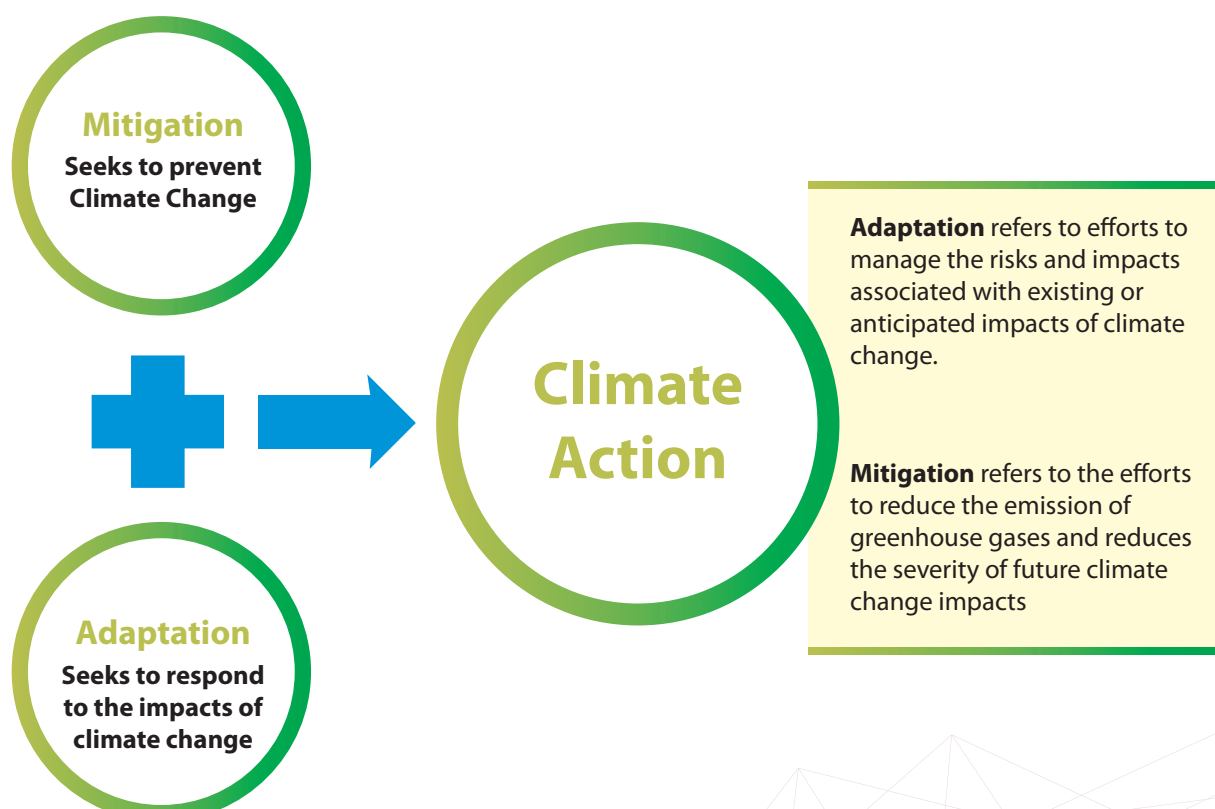 Mitigation
Seeks to prevent
Climate Change
Adaptation
Seeks to respond
to the impacts of
climate change
Climate
Action
Adaptation refers to efforts to
manage the risks and impacts
associated with existing or
anticipated impacts of climate
change.
Mitigation refers to the efforts
to reduce the emission of
greenhouse gases and reduces
the severity of future climate
change impacts